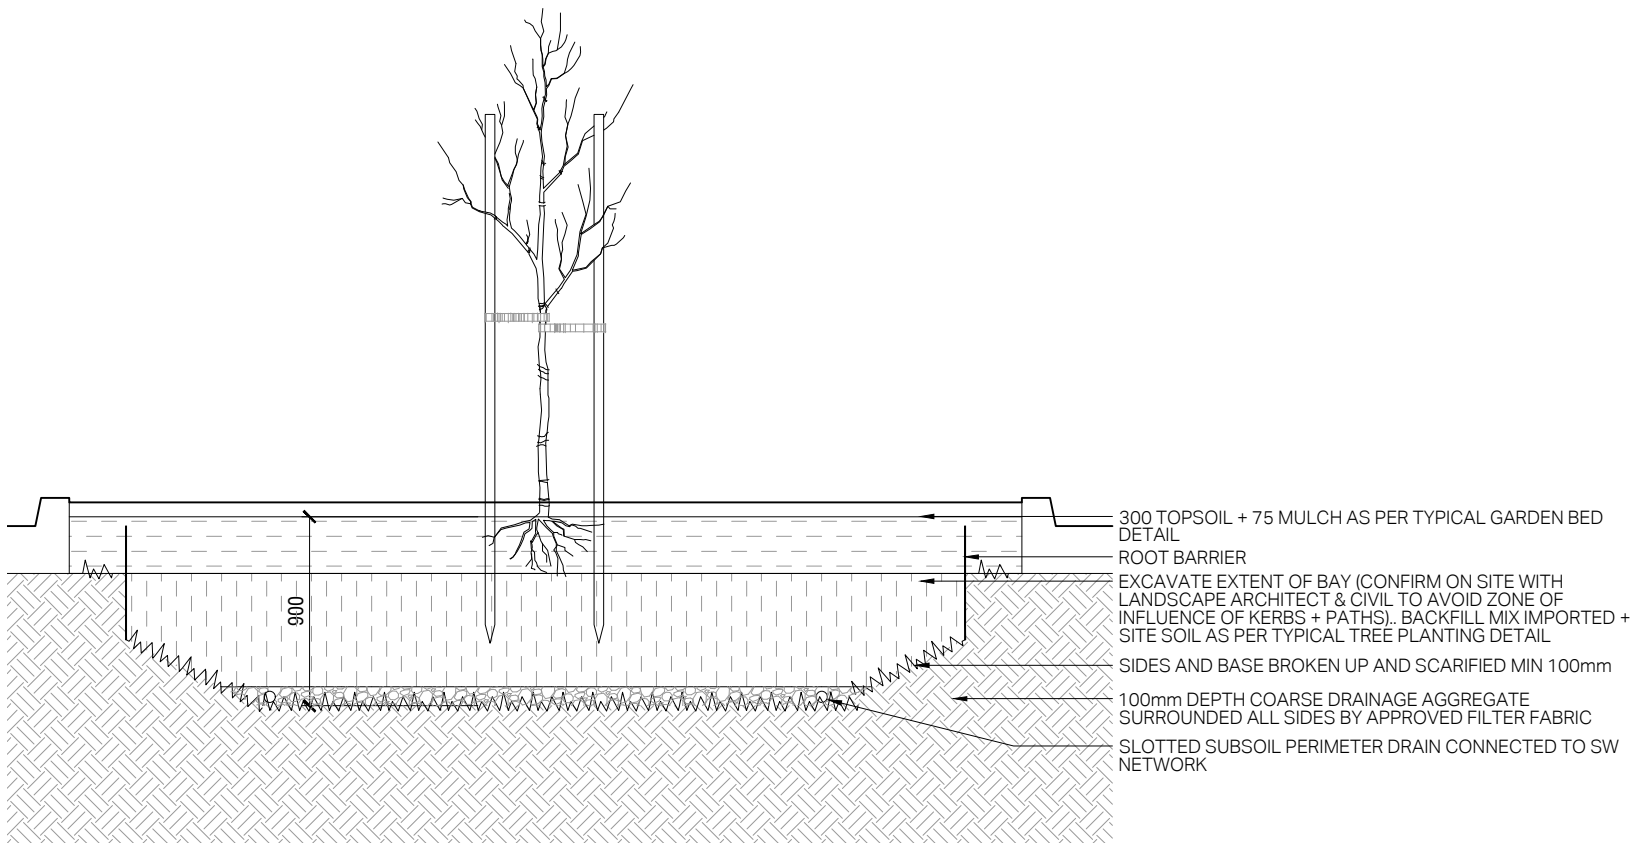 300 TOPSOIL + 75 MULCH AS PER TYPICAL GARDEN BED
DETAIL
ROOT BARRIER
EXCAVATE EXTENT OF BAY (CONFIRM ON SITE WITH
LANDSCAPE ARCHITECT & CIVIL TO AVOID ZONE OF
INFLUENCE OF KERBS + PATHS).. BACKFILL MIX IMPORTED +
SITE SOIL AS PER TYPICAL TREE PLANTING DETAIL
900
SIDES AND BASE BROKEN UP AND SCARIFIED MIN 100mm
100mm DEPTH COARSE DRAINAGE AGGREGATE
SURROUNDED ALL SIDES BY APPROVED FILTER FABRIC
SLOTTED SUBSOIL PERIMETER DRAIN CONNECTED TO SW
NETWORK